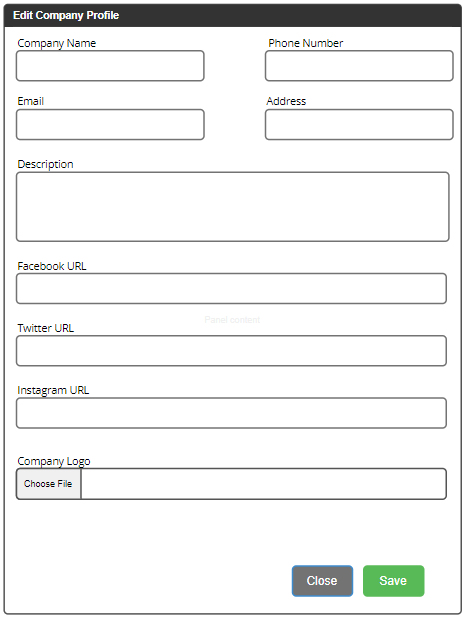 Edit Company Profile
Company Name
Phone Number
Email
Address
Description
Facebook URL
Panel content
Twitter URL
Instagram URL
Company Logo
Choose File
Close
Save